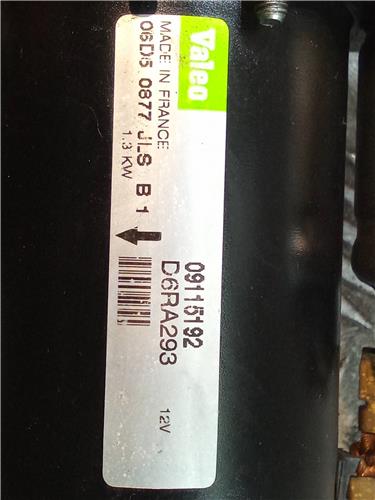 Valeo
MADE IN FRANCE
06D5 0877 JLS B 1
1.3 KW
09115192
D6RA293
12V